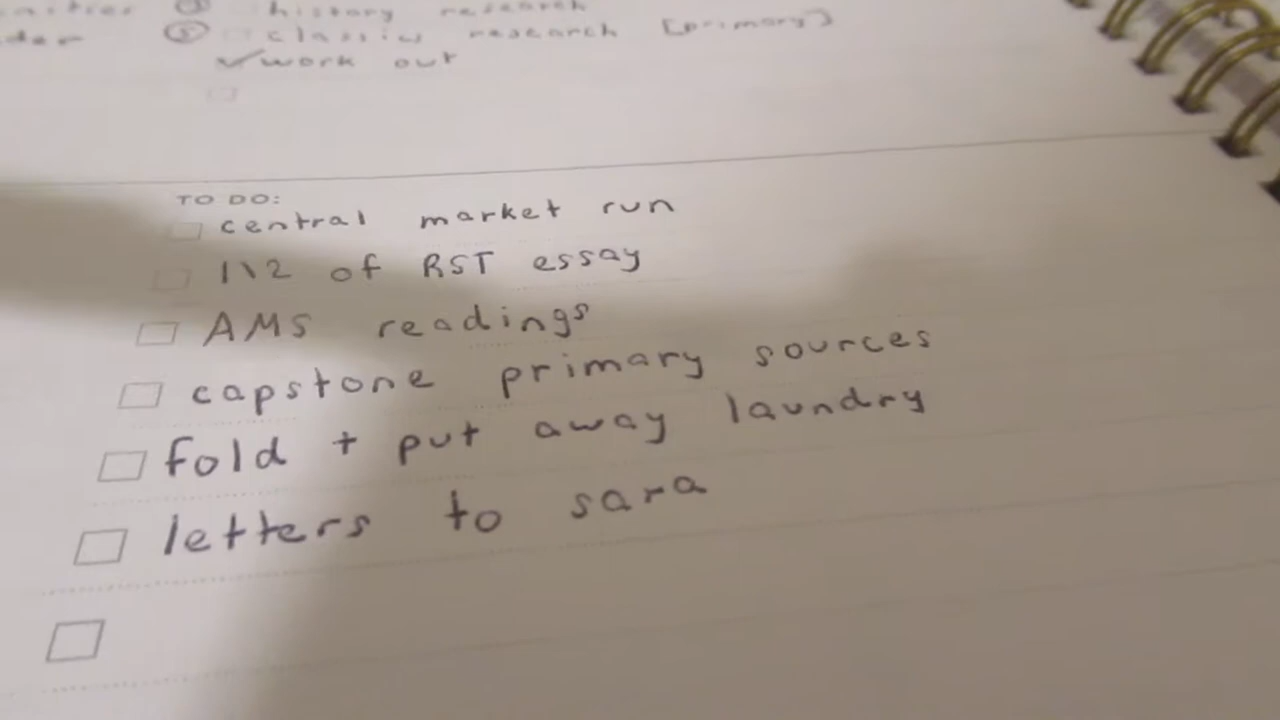 history research
classics research [primary]
work out
TO DO:
central market run
1\2 of RST essay
AMS readings
capstone primary sources
fold + put away laundry
letters to sara